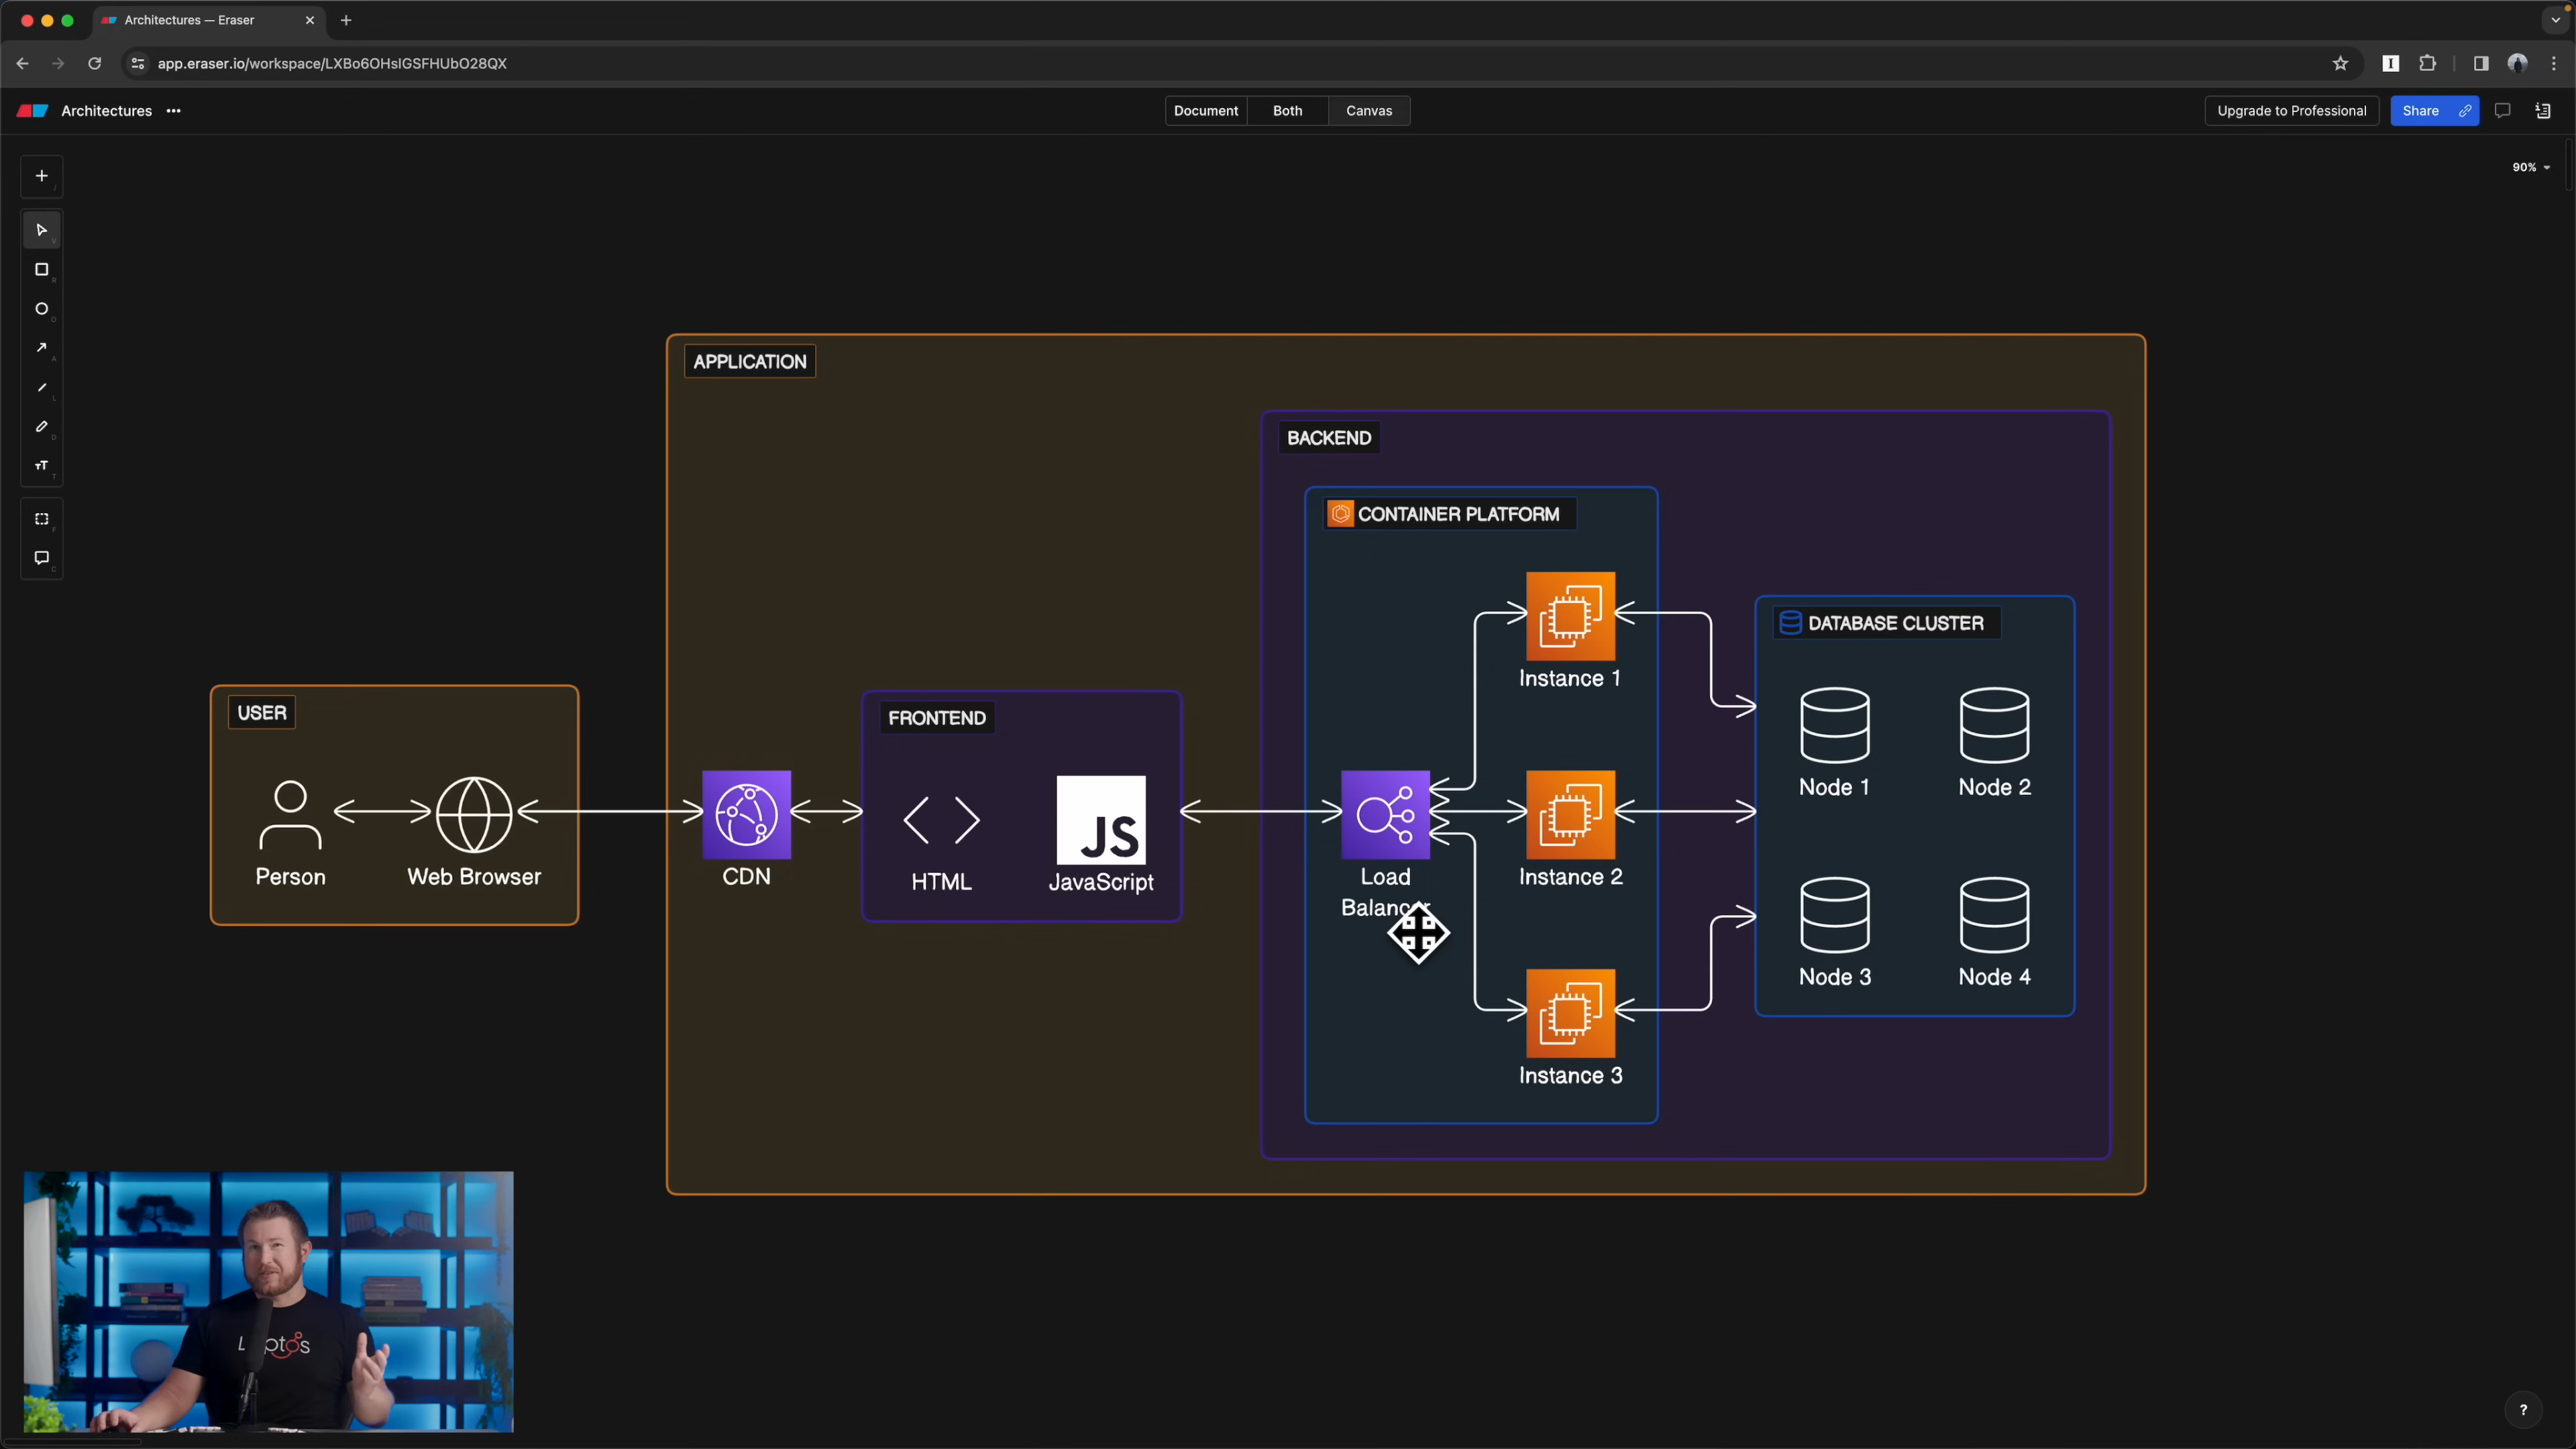 Architectures — Eraser
app.eraser.io/workspace/LXBo6OHsIGSFHUbO28QX
Architectures
Document
Both
Canvas
Upgrade to Professional
Share
90%
V
R
O
A
L
D
T
F
C
APPLICATION
BACKEND
CONTAINER PLATFORM
Instance 1
DATABASE CLUSTER
USER
FRONTEND
Node 1
Node 2
JS
Person
Web Browser
CDN
HTML
JavaScript
Load
Balancer
Instance 2
Node 3
Node 4
Instance 3
Leptos
?